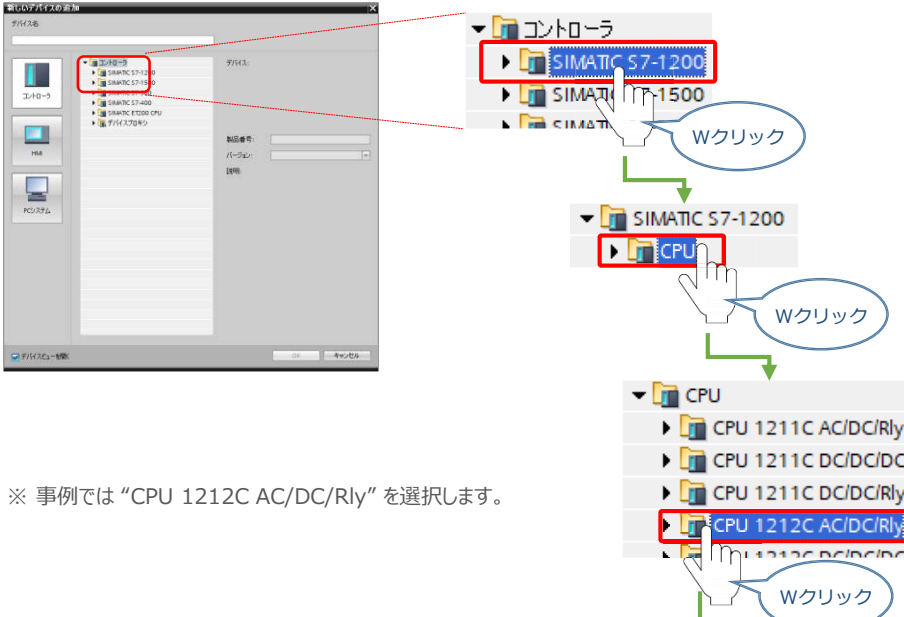 新しいデバイスの追加
デバイス名
コントローラ
HMI
PCシステム
コントローラ
SIMATIC S7-1200
SIMATIC S7-1500
SIMATIC S7-400
SIMATIC ET200 CPU
デバイスプロキシ
デバイス:
製品番号:
バージョン:
説明:
デバイスビューを開く
OK
キャンセル
コントローラ
SIMATIC S7-1200
SIMATIC S7-1500
SIMATIC
Wクリック
SIMATIC S7-1200
CPU
Wクリック
CPU
CPU 1211C AC/DC/Rly
CPU 1211C DC/DC/DC
CPU 1211C DC/DC/Rly
CPU 1212C AC/DC/Rly
1212C DC/DC/DC
Wクリック
※ 事例では “CPU 1212C AC/DC/Rly” を選択します。